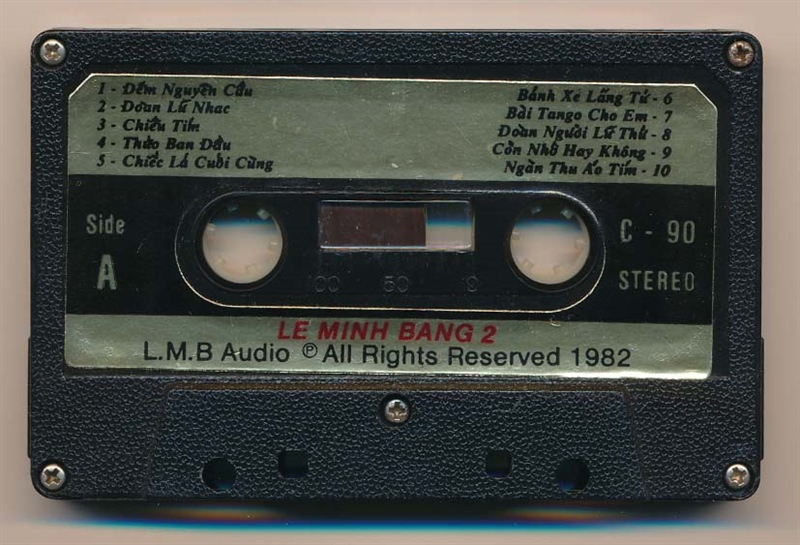 1 - Đếm Nguyện Cầu
2 - Đoạn Lữ Nhạc
3 - Chiều Tím
4 - Thưở Ban Đầu
5 - Chiếc Lá Cuối Cùng
Bánh Xe Lãng Tử - 6
Bài Tango Cho Em - 7
Đoàn Người Lữ Thứ - 8
Còn Nhớ Hay Không - 9
Ngàn Thu Áo Tím - 10
Side
A
C - 90
STEREO
100 50 0
LE MINH BANG 2
L.M.B Audio ℗ All Rights Reserved 1982